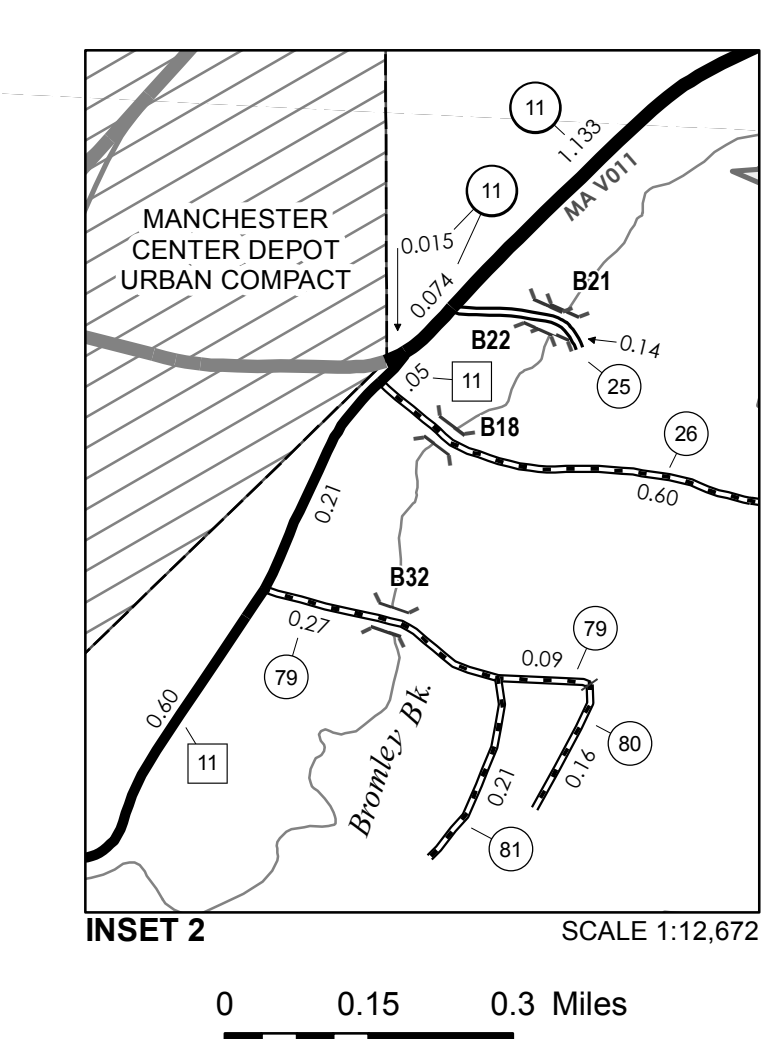 11
1.133
MA V011
11
MANCHESTER
CENTER DEPOT
URBAN COMPACT
0.015
0.074
B21
B22
0.14
25
.05
11
B18
26
0.60
0.21
B32
0.27
79
79
0.09
0.60
11
Bromley Bk.
80
0.16
0.21
81
INSET 2
SCALE 1:12,672
0 0.15 0.3 Miles